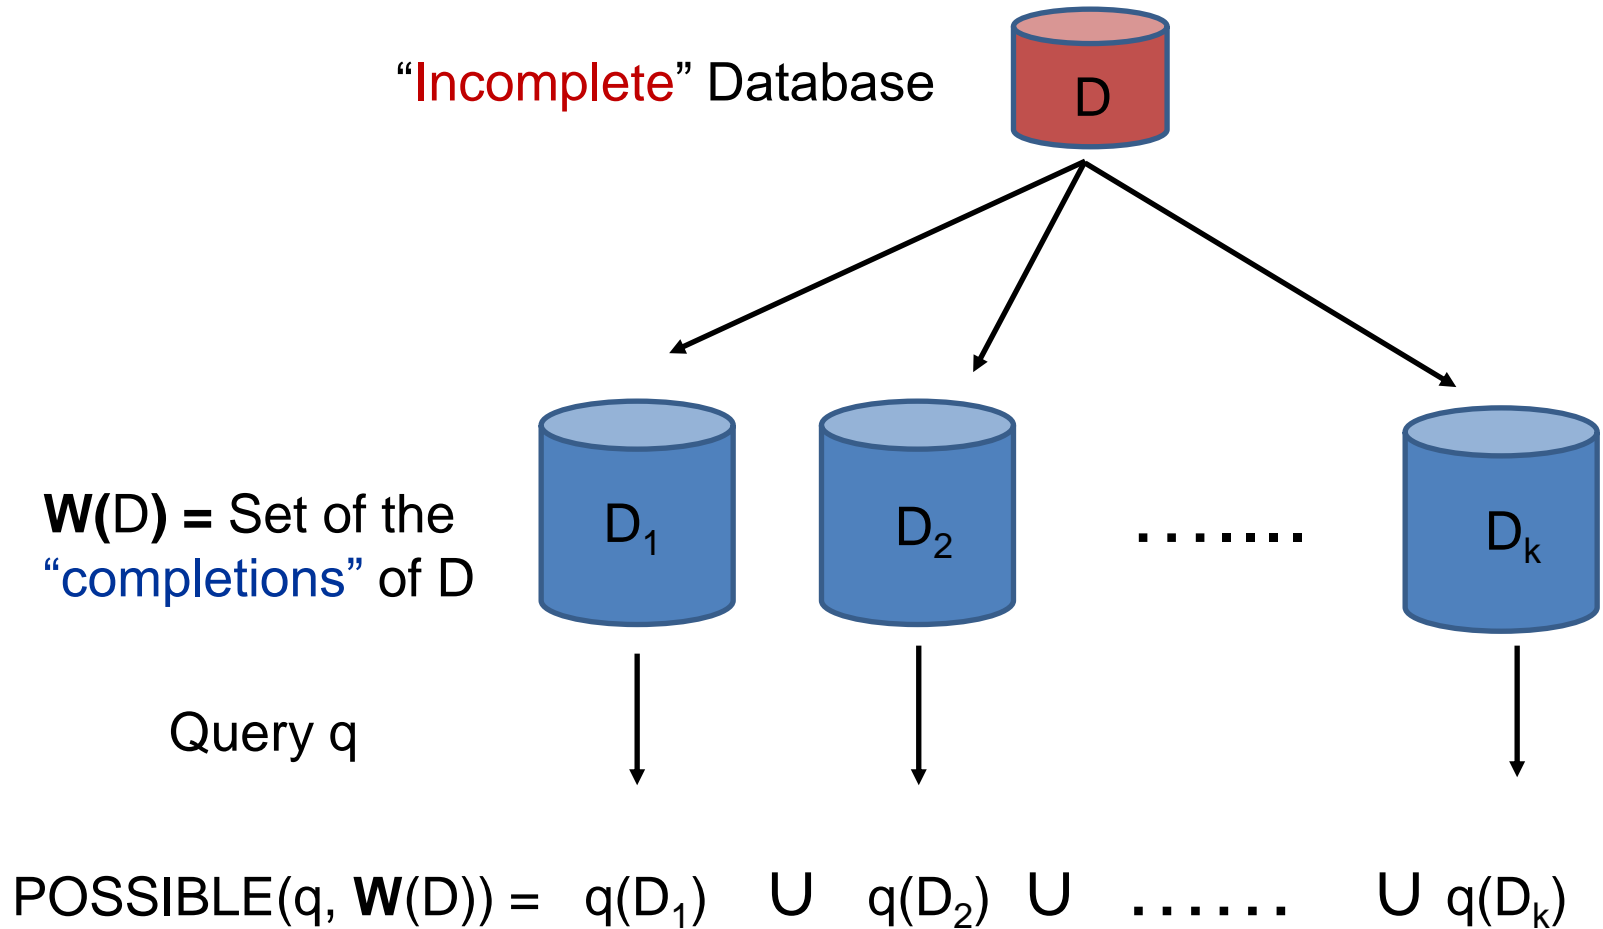 “Incomplete” Database
D
W(D) = Set of the
“completions” of D
D₁
D₂
.......
Dₖ
Query q
POSSIBLE(q, W(D)) = q(D₁) ∪ q(D₂) ∪ ...... ∪ q(Dₖ)